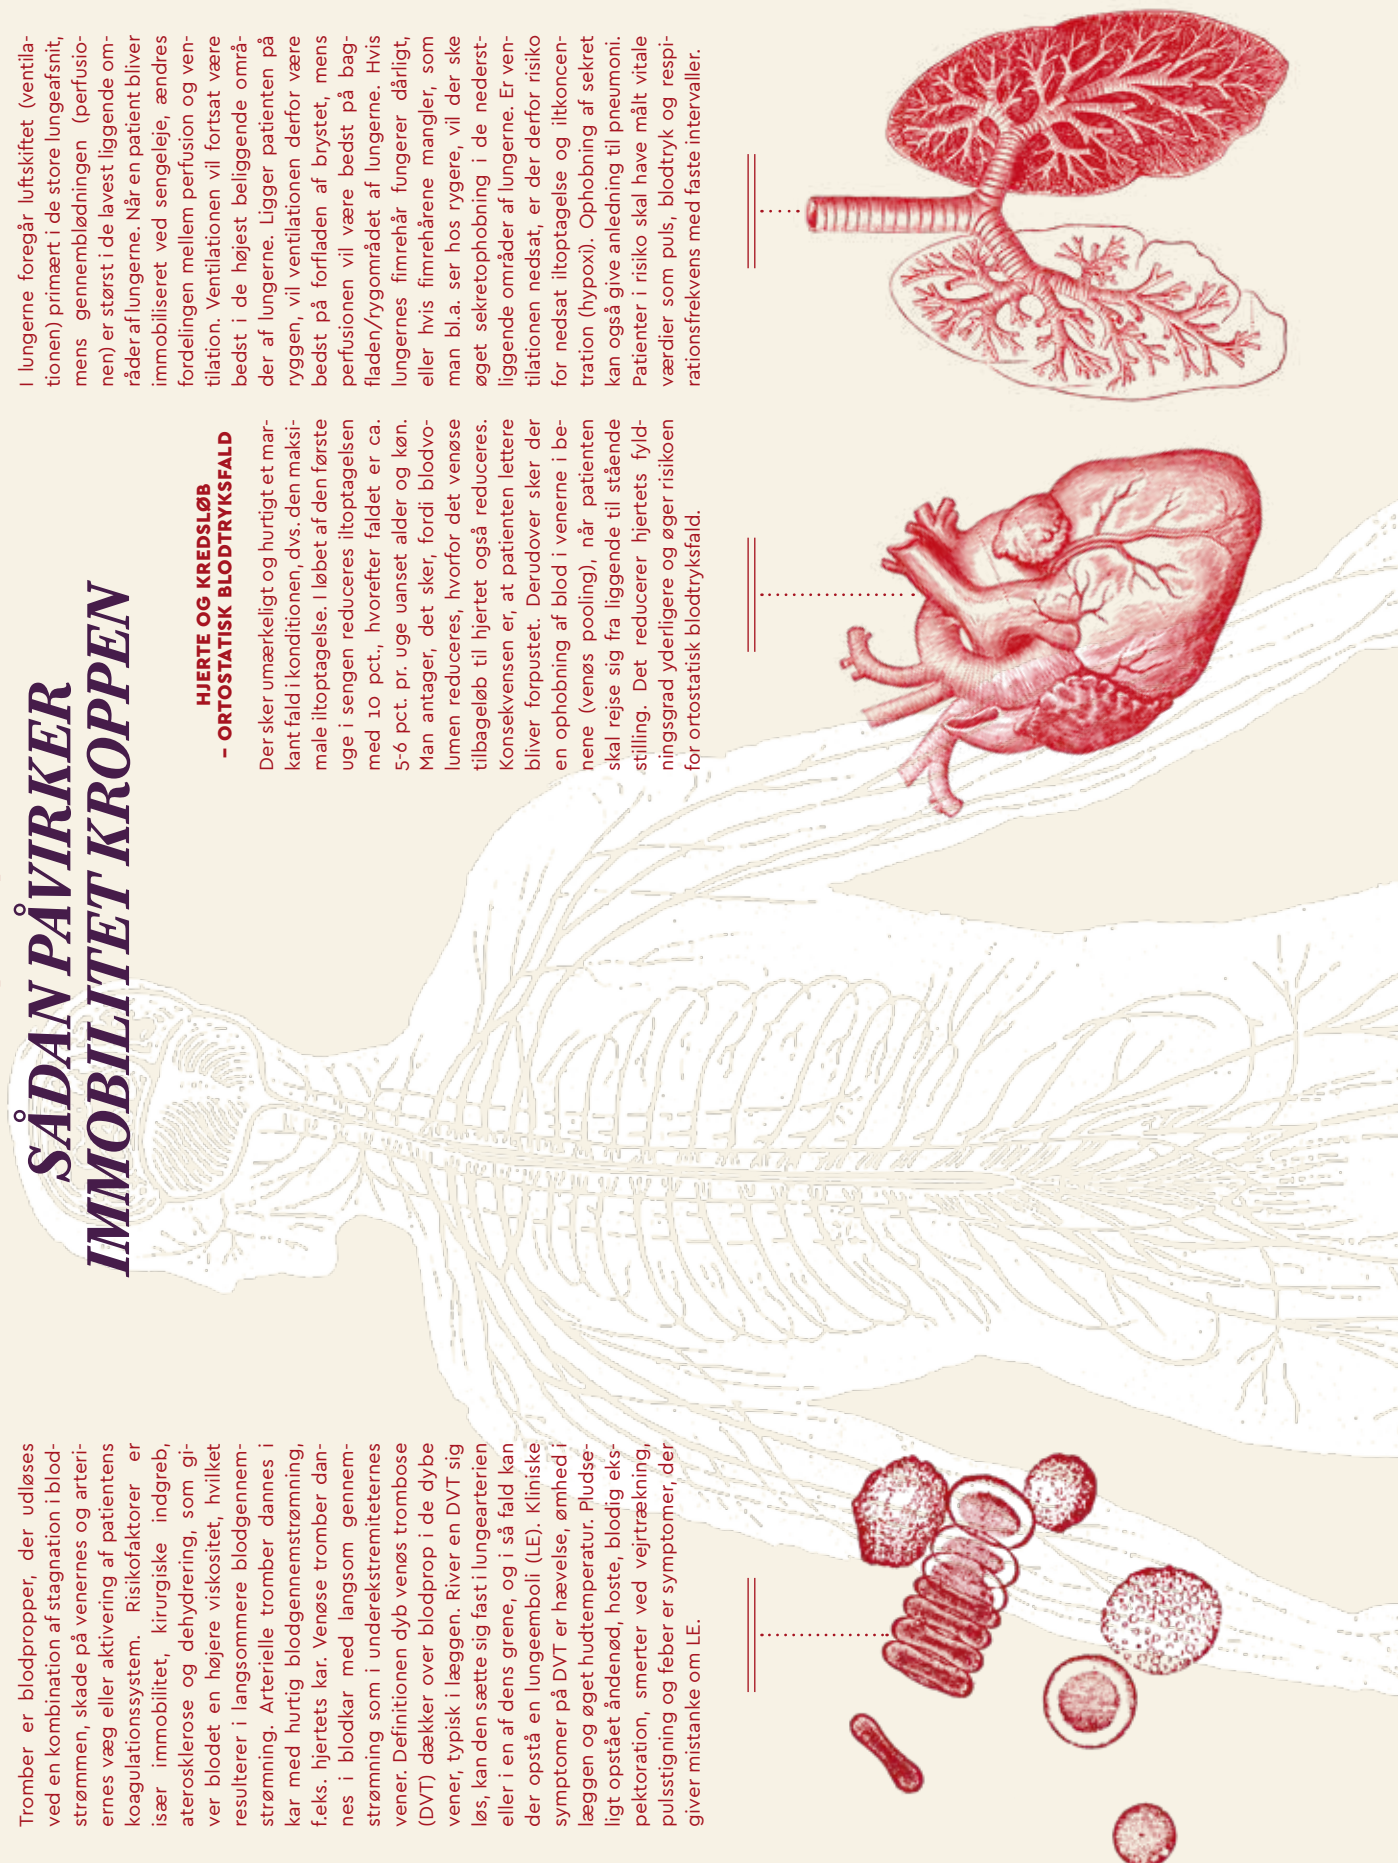 SÅDAN PÅVIRKER
IMMOBILITET KROPPEN
Tromber er blodpropper, der udløses
ved en kombination af stagnation i blod-
strømmen, skade på venernes og arteri-
ernes væg eller aktivering af patientens
koagulationssystem. Risikofaktorer er
især immobilitet, kirurgiske indgreb,
aterosklerose og dehydrering, som gi-
ver blodet en højere viskositet, hvilket
resulterer i langsommere blodgennem-
strømning. Arterielle tromber dannes i
kar med hurtig blodgennemstrømning,
f.eks. hjertets kar. Venøse tromber dan-
nes i blodkar med langsom gennem-
strømning som i underekstremiteternes
vener. Definitionen dyb venøs trombose
(DVT) dækker over blodprop i de dybe
vener, typisk i læggen. River en DVT sig
løs, kan den sætte sig fast i lungearterien
eller i en af dens grene, og i så fald kan
der opstå en lungeemboli (LE). Kliniske
symptomer på DVT er hævelse, ømhed i
læggen og øget hudtemperatur. Pludse-
ligt opstået åndenød, hoste, blodig eks-
pektoration, smerter ved vejrtrækning,
pulsstigning og feber er symptomer, der
giver mistanke om LE.
HJERTE OG KREDSLØB
– ORTOSTATISK BLODTRYKSFALD
Der sker umærkeligt og hurtigt et mar-
kant fald i konditionen, dvs. den maksi-
male iltoptagelse. I løbet af den første
uge i sengen reduceres iltoptagelsen
med 10 pct., hvorefter faldet er ca.
5-6 pct. pr. uge uanset alder og køn.
Man antager, det sker, fordi blodvo-
lumen reduceres, hvorfor det venøse
tilbageløb til hjertet også reduceres.
Konsekvensen er, at patienten lettere
bliver forpustet. Derudover sker der
en ophobning af blod i venerne i be-
nene (venøs pooling), når patienten
skal rejse sig fra liggende til stående
stilling. Det reducerer hjertets fyld-
ningsgrad yderligere og øger risikoen
for ortostatisk blodtryksfald.
I lungerne foregår luftskiftet (ventila-
tionen) primært i de store lungeafsnit,
mens gennemblødningen (perfusio-
nen) er størst i de lavest liggende om-
råder af lungerne. Når en patient bliver
immobiliseret ved sengeleje, ændres
fordelingen mellem perfusion og ven-
tilation. Ventilationen vil fortsat være
bedst i de højest beliggende områ-
der af lungerne. Ligger patienten på
ryggen, vil ventilationen derfor være
bedst på forfladen af brystet, mens
perfusionen vil være bedst på bag-
fladen/rygområdet af lungerne. Hvis
lungernes fimrehår fungerer dårligt,
eller hvis fimrehårene mangler, som
man bl.a. ser hos rygere, vil der ske
øget sekretophobning i de nederst-
liggende områder af lungerne. Er ven-
tilationen nedsat, er der derfor risiko
for nedsat iltoptagelse og iltkoncen-
tration (hypoxi). Ophobning af sekret
kan også give anledning til pneumoni.
Patienter i risiko skal have målt vitale
værdier som puls, blodtryk og respi-
rationsfrekvens med faste intervaller.